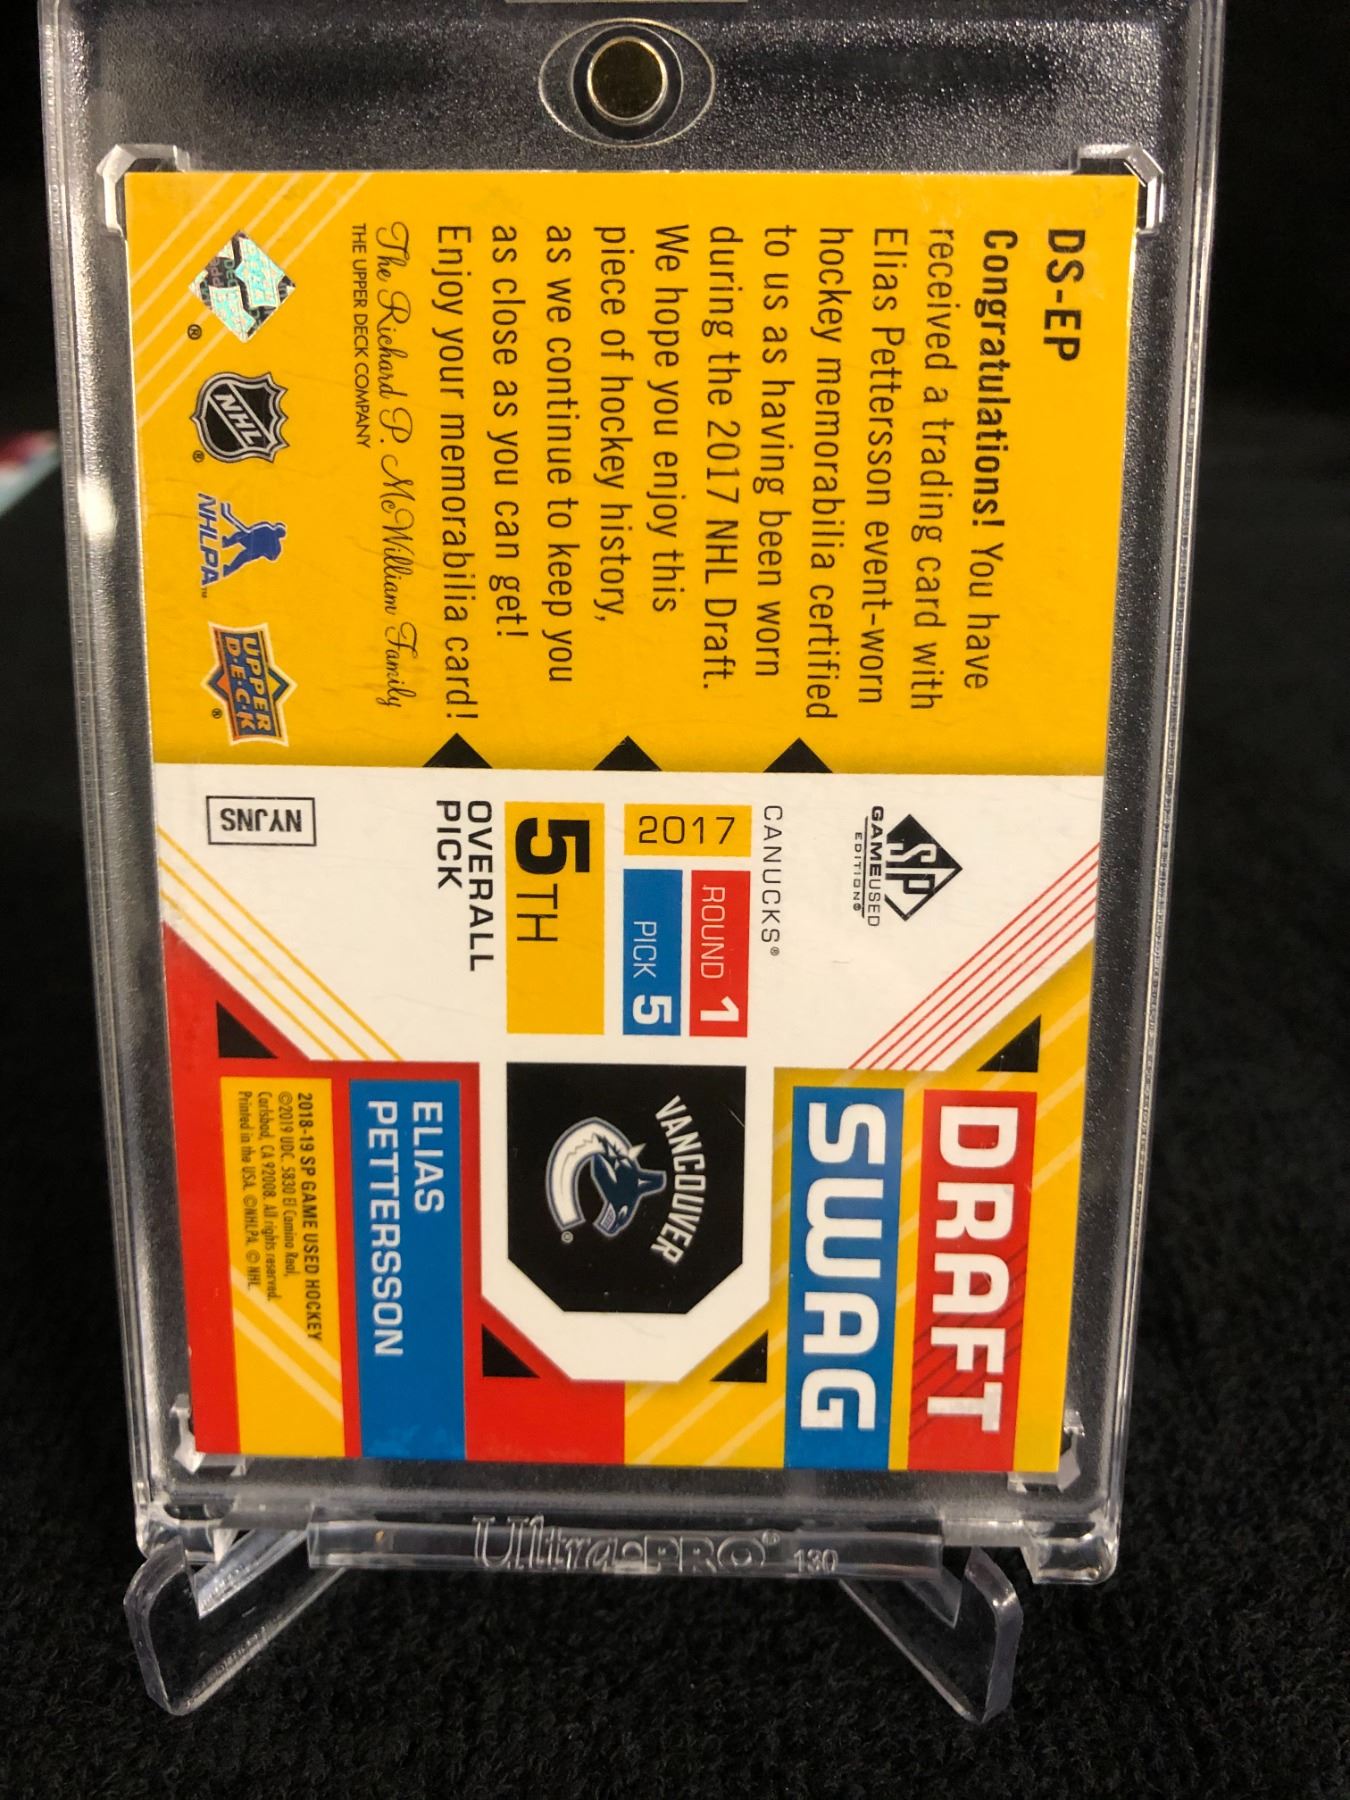 DS-EP
Congratulations! You have
received a trading card with
Elias Pettersson event-worn
hockey memorabilia certified
to us as having been worn
during the 2017 NHL Draft.
We hope you enjoy this
piece of hockey history,
as we continue to keep you
as close as you can get!
Enjoy your memorabilia card!
The Richard P. McWilliam Family
THE UPPER DECK COMPANY
NHL®
NHLPA™
UPPER
D·E·C·K®
SP
GAMEUSED
EDITION®
CANUCKS®
2017
ROUND 1
PICK 5
5TH
OVERALL
PICK
NYJNS
DRAFT
SWAG
VANCOUVER
ELIAS
PETTERSSON
2018-19 SP GAME USED HOCKEY
©2019 UDC. 5830 El Camino Real,
Carlsbad, CA 92008. All rights reserved.
Printed in the USA. ©NHLPA. © NHL.
Ultra·PRO® 130